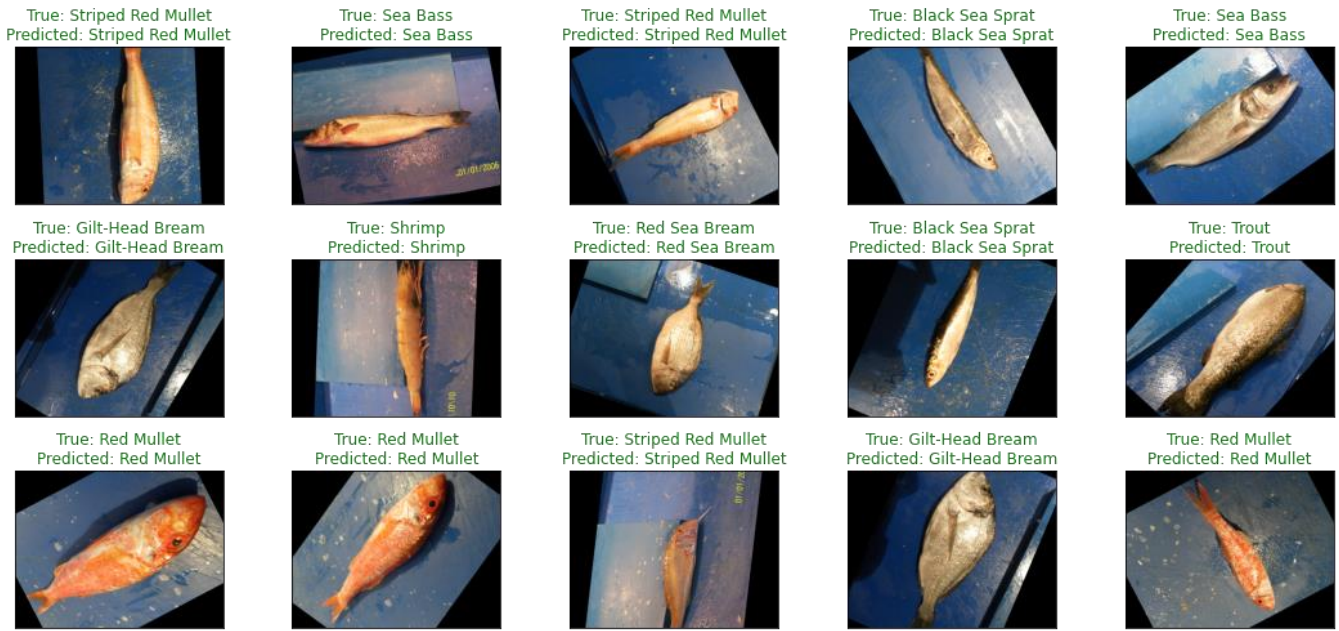 True: Striped Red Mullet
Predicted: Striped Red Mullet
True: Sea Bass
Predicted: Sea Bass
True: Striped Red Mullet
Predicted: Striped Red Mullet
True: Black Sea Sprat
Predicted: Black Sea Sprat
True: Sea Bass
Predicted: Sea Bass
01/01/2006
True: Gilt-Head Bream
Predicted: Gilt-Head Bream
True: Shrimp
Predicted: Shrimp
True: Red Sea Bream
Predicted: Red Sea Bream
True: Black Sea Sprat
Predicted: Black Sea Sprat
True: Trout
Predicted: Trout
True: Red Mullet
Predicted: Red Mullet
True: Red Mullet
Predicted: Red Mullet
True: Striped Red Mullet
Predicted: Striped Red Mullet
True: Gilt-Head Bream
Predicted: Gilt-Head Bream
True: Red Mullet
Predicted: Red Mullet